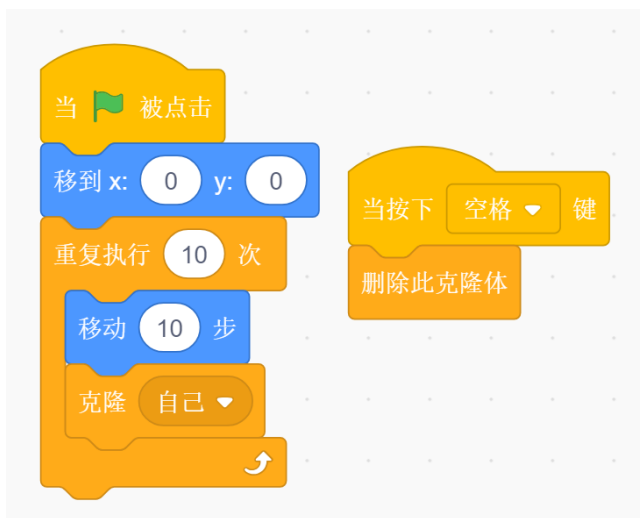 当 被点击
移到 x: 0 y: 0
重复执行 10 次
移动 10 步
克隆 自己
当按下 空格 键
删除此克隆体